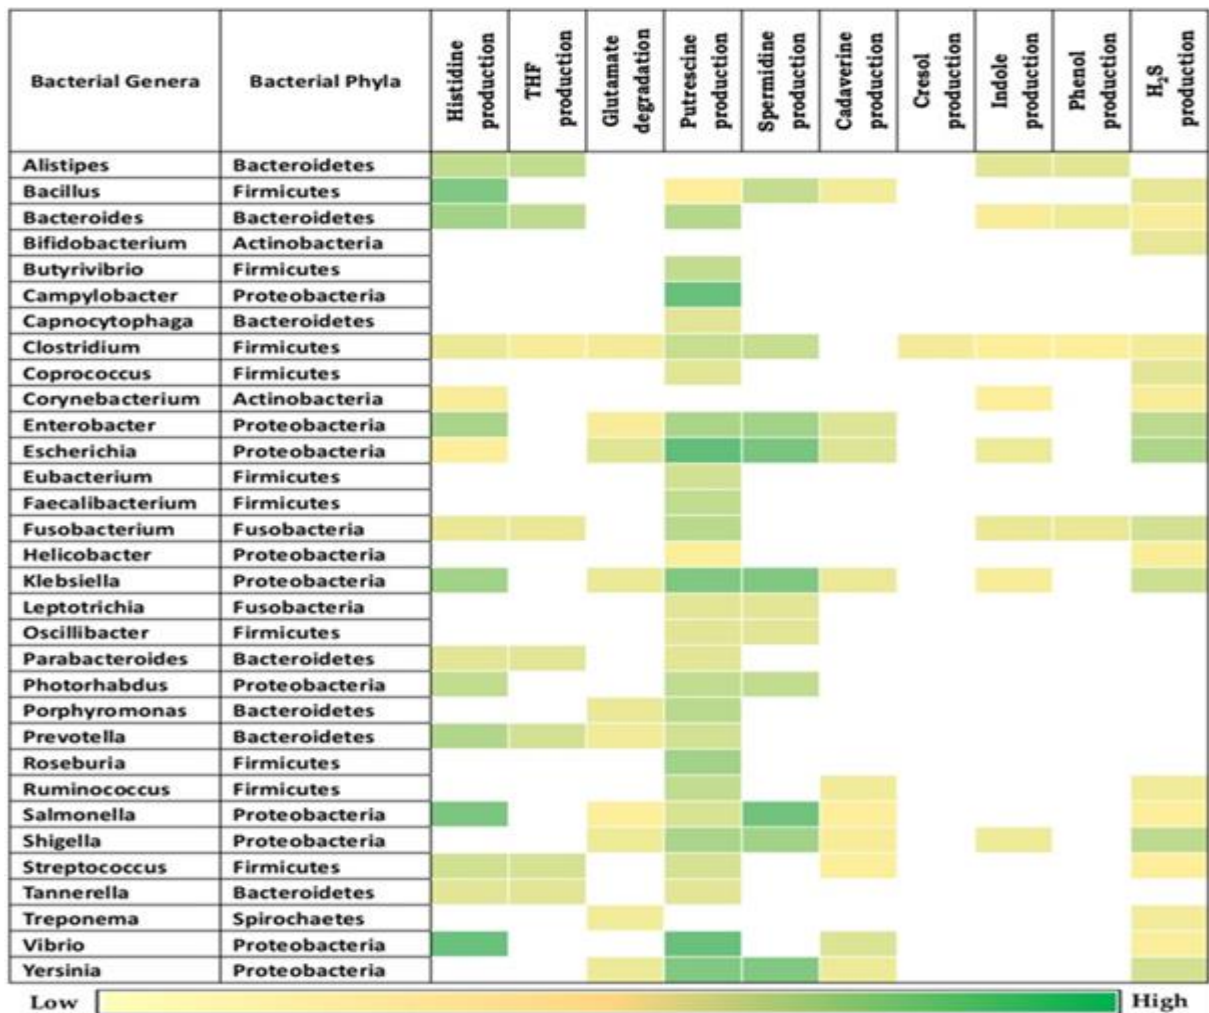 Bacterial Genera Bacterial Phyla Histidine production THF production Glutamate degradation Putrescine production Spermidine production Cadaverine production Cresol production Indole production Phenol production H₂S production
Alistipes Bacteroidetes
Bacillus Firmicutes
Bacteroides Bacteroidetes
Bifidobacterium Actinobacteria
Butyrivibrio Firmicutes
Campylobacter Proteobacteria
Capnocytophaga Bacteroidetes
Clostridium Firmicutes
Coprococcus Firmicutes
Corynebacterium Actinobacteria
Enterobacter Proteobacteria
Escherichia Proteobacteria
Eubacterium Firmicutes
Faecalibacterium Firmicutes
Fusobacterium Fusobacteria
Helicobacter Proteobacteria
Klebsiella Proteobacteria
Leptotrichia Fusobacteria
Oscillibacter Firmicutes
Parabacteroides Bacteroidetes
Photorhabdus Proteobacteria
Porphyromonas Bacteroidetes
Prevotella Bacteroidetes
Roseburia Firmicutes
Ruminococcus Firmicutes
Salmonella Proteobacteria
Shigella Proteobacteria
Streptococcus Firmicutes
Tannerella Bacteroidetes
Treponema Spirochaetes
Vibrio Proteobacteria
Yersinia Proteobacteria
Low High